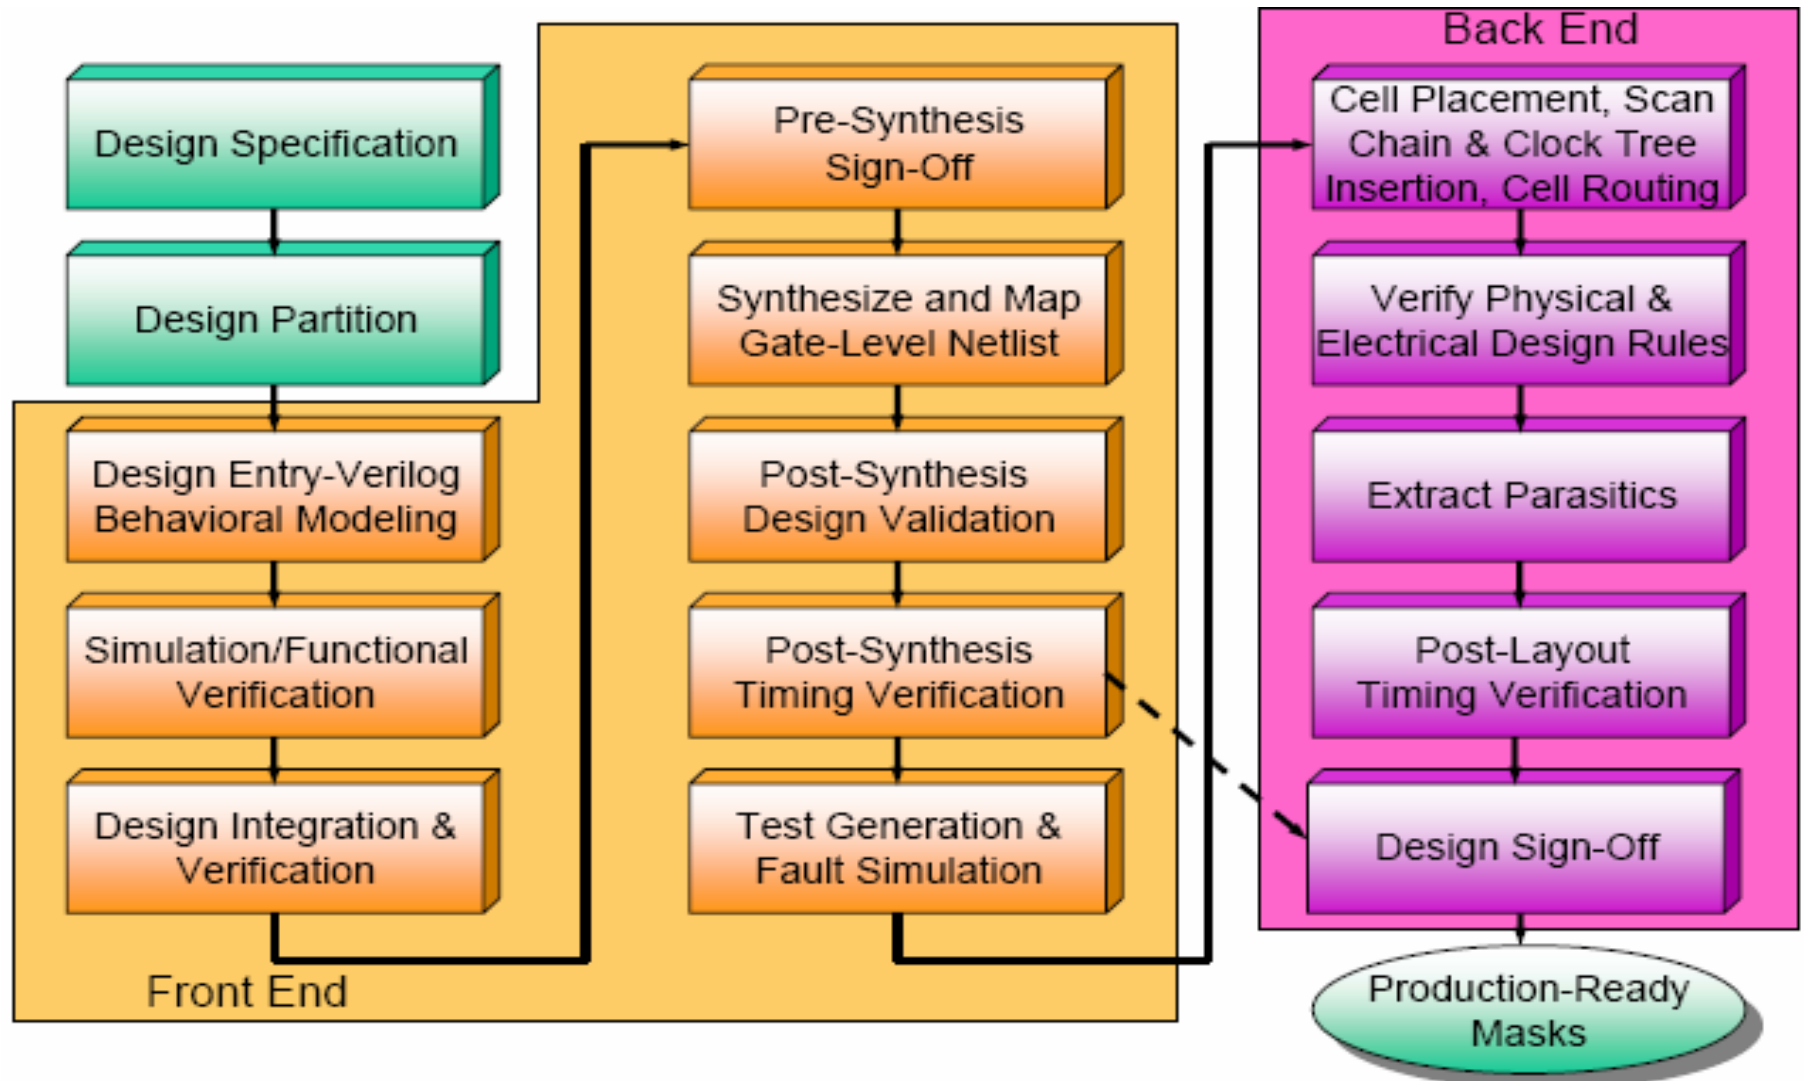 Design Specification
Design Partition
Design Entry-Verilog
Behavioral Modeling
Simulation/Functional
Verification
Design Integration &
Verification
Front End
Pre-Synthesis
Sign-Off
Synthesize and Map
Gate-Level Netlist
Post-Synthesis
Design Validation
Post-Synthesis
Timing Verification
Test Generation &
Fault Simulation
Back End
Cell Placement, Scan
Chain & Clock Tree
Insertion, Cell Routing
Verify Physical &
Electrical Design Rules
Extract Parasitics
Post-Layout
Timing Verification
Design Sign-Off
Production-Ready
Masks